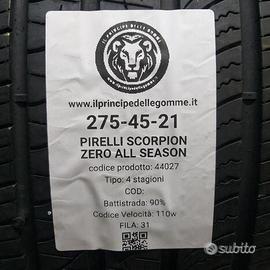 IL PRINCIPE DELLE GOMME
www.ilprincipedellegomme.it
275-45-21
PIRELLI SCORPION
ZERO ALL SEASON
codice prodotto: 44027
Tipo: 4 stagioni
COD:
Battistrada: 90%
Codice Velocità: 110w
FILA: 31
subito